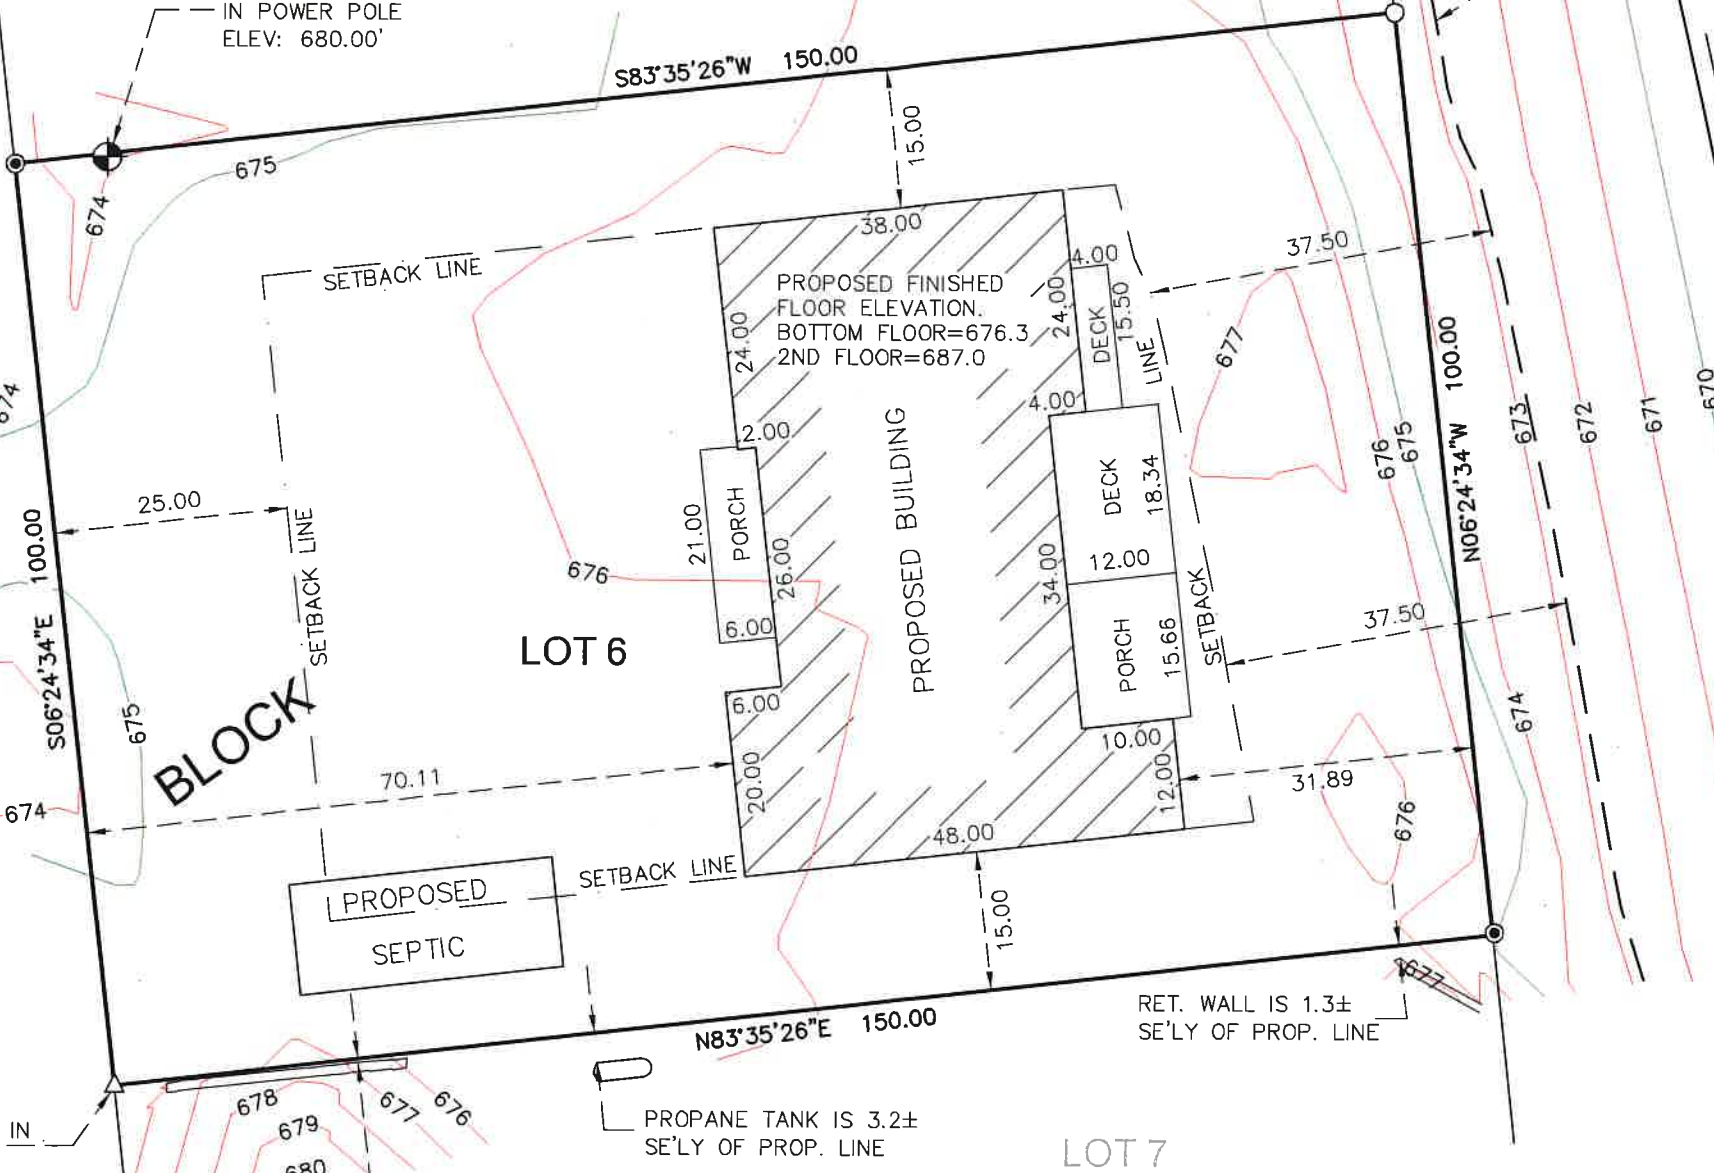 IN POWER POLE
ELEV: 680.00'
S83°35'26"W 150.00
675
674
15.00
38.00
SETBACK LINE
PROPOSED FINISHED
FLOOR ELEVATION.
BOTTOM FLOOR=676.3
2ND FLOOR=687.0
4.00
24.00
24.00
DECK
15.50
LINE
37.50
677
N06°24'34"W 100.00
676
675
673
672
671
670
674
25.00
2.00
4.00
PORCH
21.00
26.00
6.00
PROPOSED BUILDING
DECK
18.34
12.00
34.00
PORCH
15.66
SETBACK
37.50
S06°24'34"E 100.00
SETBACK LINE
676
LOT 6
BLOCK
675
674
70.11
6.00
20.00
10.00
12.00
31.89
676
674
48.00
SETBACK LINE
PROPOSED
SEPTIC
15.00
N83°35'26"E 150.00
677
RET. WALL IS 1.3±
SE'LY OF PROP. LINE
IN
678
679
680
677
676
PROPANE TANK IS 3.2±
SE'LY OF PROP. LINE
LOT 7